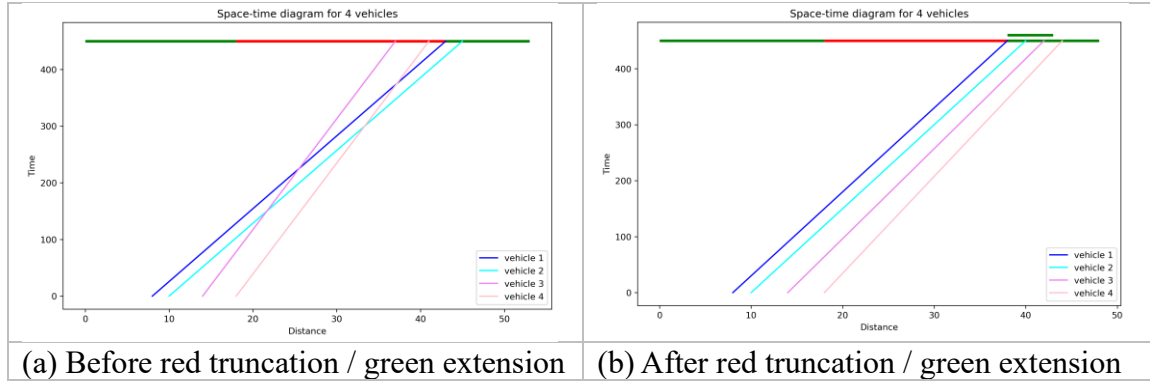 Space-time diagram for 4 vehicles
400
300
200
100
0
Time
0 10 20 30 40 50
Distance
vehicle 1
vehicle 2
vehicle 3
vehicle 4
(a) Before red truncation / green extension
Space-time diagram for 4 vehicles
400
300
200
100
0
Time
0 10 20 30 40 50
Distance
vehicle 1
vehicle 2
vehicle 3
vehicle 4
(b) After red truncation / green extension